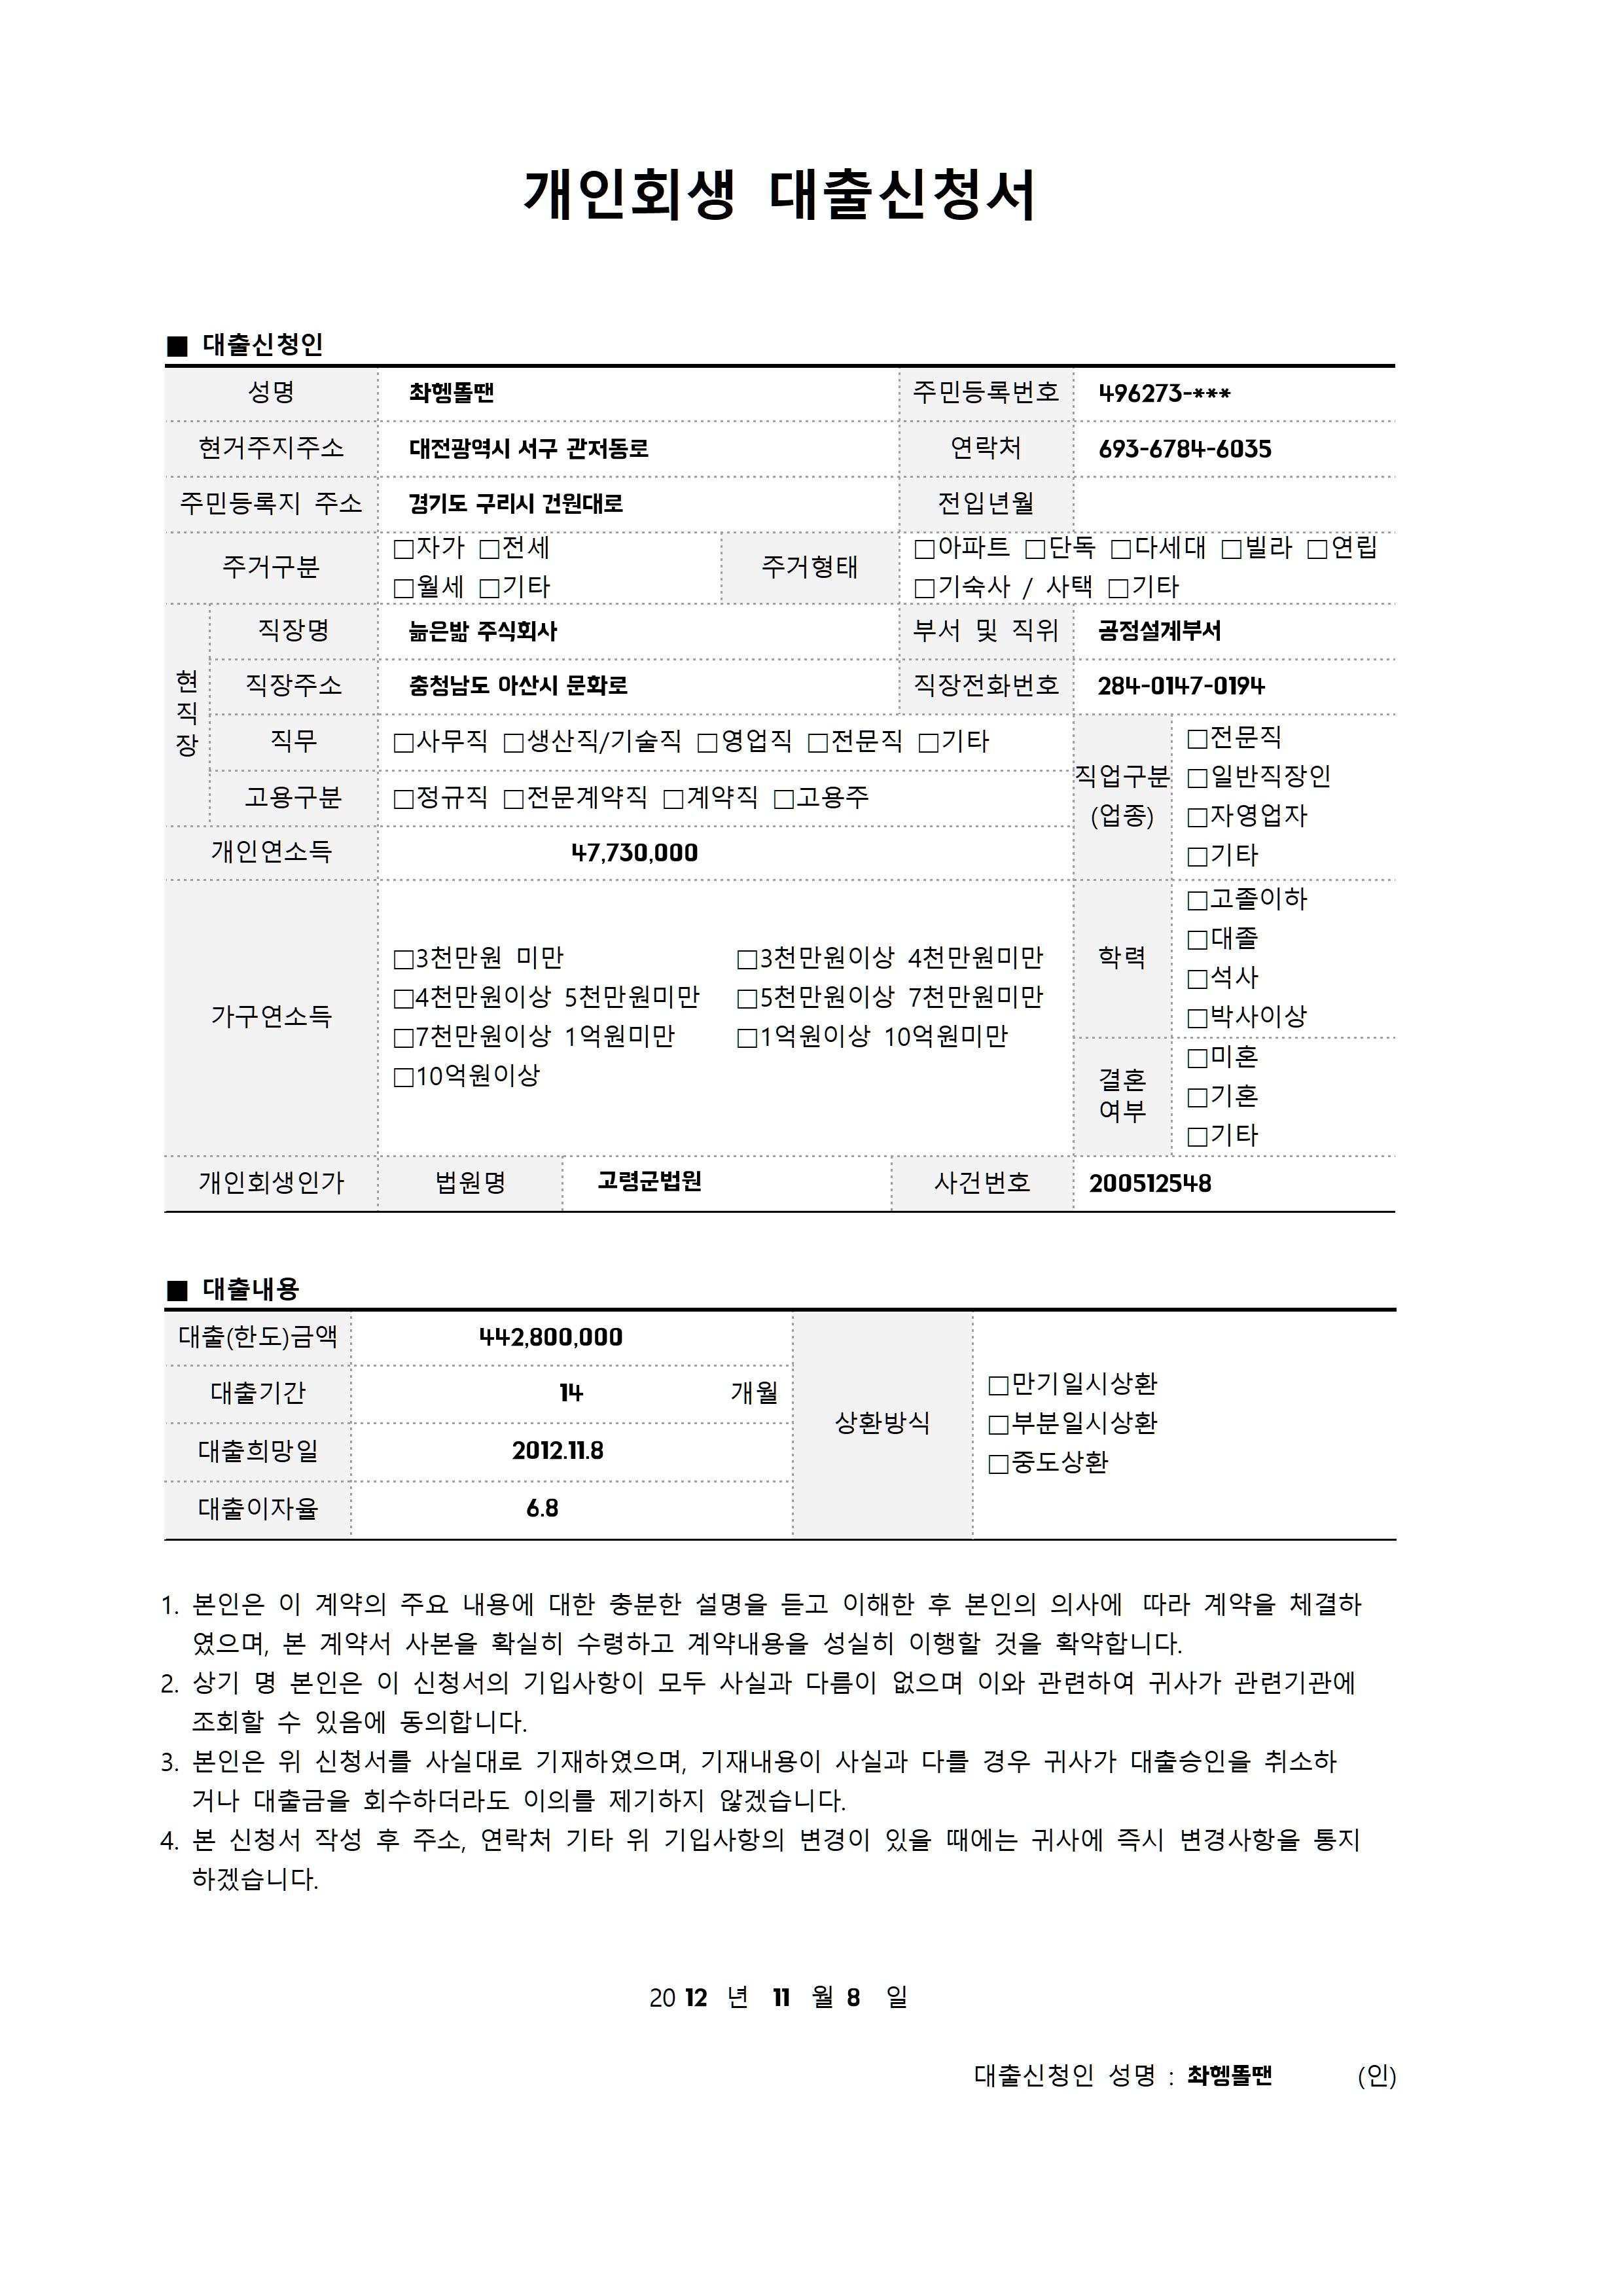 개인회생 대출신청서
■ 대출신청인
성명 촤헹똘땐 주민등록번호 496273-***
현거주지주소 대전광역시 서구 관저동로 연락처 693-6784-6035
주민등록지 주소 경기도 구리시 건원대로 전입년월
주거구분 □자가 □전세 □월세 □기타 주거형태 □아파트 □단독 □다세대 □빌라 □연립 □기숙사 / 사택 □기타
현직장
직장명 늚은밞 주식회사 부서 및 직위 공정설계부서
직장주소 충청남도 아산시 문화로 직장전화번호 284-0147-0194
직무 □사무직 □생산직/기술직 □영업직 □전문직 □기타
고용구분 □정규직 □전문계약직 □계약직 □고용주
직업구분 (업종)
□전문직
□일반직장인
□자영업자
□기타
개인연소득 47,730,000
가구연소득
□3천만원 미만 □3천만원이상 4천만원미만
□4천만원이상 5천만원미만 □5천만원이상 7천만원미만
□7천만원이상 1억원미만 □1억원이상 10억원미만
□10억원이상
학력
□고졸이하
□대졸
□석사
□박사이상
결혼여부
□미혼
□기혼
□기타
개인회생인가 법원명 고령군법원 사건번호 200512548
■ 대출내용
대출(한도)금액 442,800,000
대출기간 14 개월
대출희망일 2012.11.8
대출이자율 6.8
상환방식
□만기일시상환
□부분일시상환
□중도상환
1. 본인은 이 계약의 주요 내용에 대한 충분한 설명을 듣고 이해한 후 본인의 의사에 따라 계약을 체결하
였으며, 본 계약서 사본을 확실히 수령하고 계약내용을 성실히 이행할 것을 확약합니다.
2. 상기 명 본인은 이 신청서의 기입사항이 모두 사실과 다름이 없으며 이와 관련하여 귀사가 관련기관에
조회할 수 있음에 동의합니다.
3. 본인은 위 신청서를 사실대로 기재하였으며, 기재내용이 사실과 다를 경우 귀사가 대출승인을 취소하
거나 대출금을 회수하더라도 이의를 제기하지 않겠습니다.
4. 본 신청서 작성 후 주소, 연락처 기타 위 기입사항의 변경이 있을 때에는 귀사에 즉시 변경사항을 통지
하겠습니다.
20 12 년 11 월 8 일
대출신청인 성명 : 촤헹똘땐 (인)